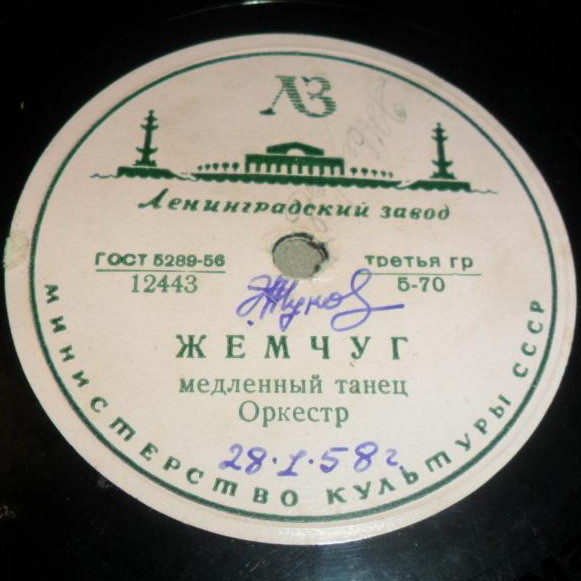 ЛЗ
Ленинградский завод
ГОСТ 5289-56
12443
третья гр
5-70
Жуков
ЖЕМЧУГ
медленный танец
Оркестр
28·I·58г
МИНИСТЕРСТВО КУЛЬТУРЫ СССР